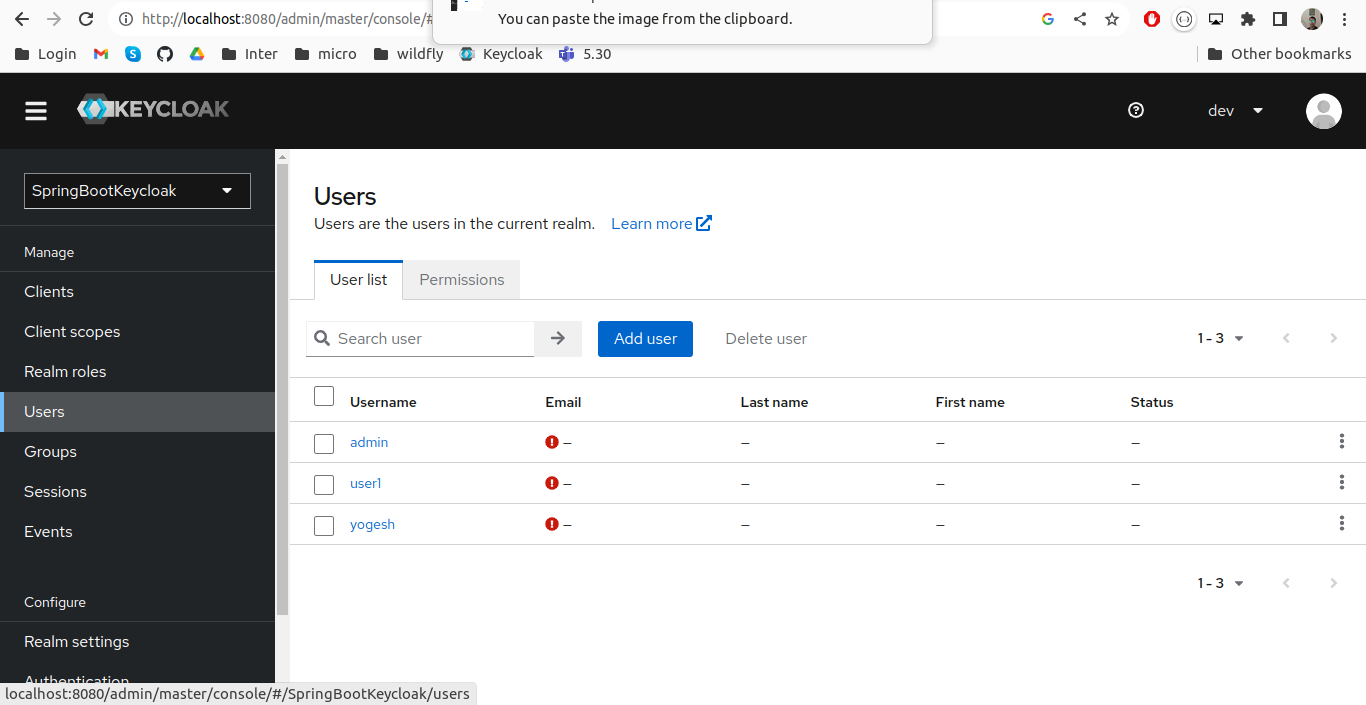 http://localhost:8080/admin/master/console/#
You can paste the image from the clipboard.
Login Inter micro wildfly Keycloak 5.30 Other bookmarks
KEYCLOAK dev
SpringBootKeycloak
Manage
Clients
Client scopes
Realm roles
Users
Groups
Sessions
Events
Configure
Realm settings
Authentication
Users
Users are the users in the current realm. Learn more
User list Permissions
Search user Add user Delete user 1 - 3
Username Email Last name First name Status
admin – – – –
user1 – – – –
yogesh – – – –
1 - 3
localhost:8080/admin/master/console/#/SpringBootKeycloak/users